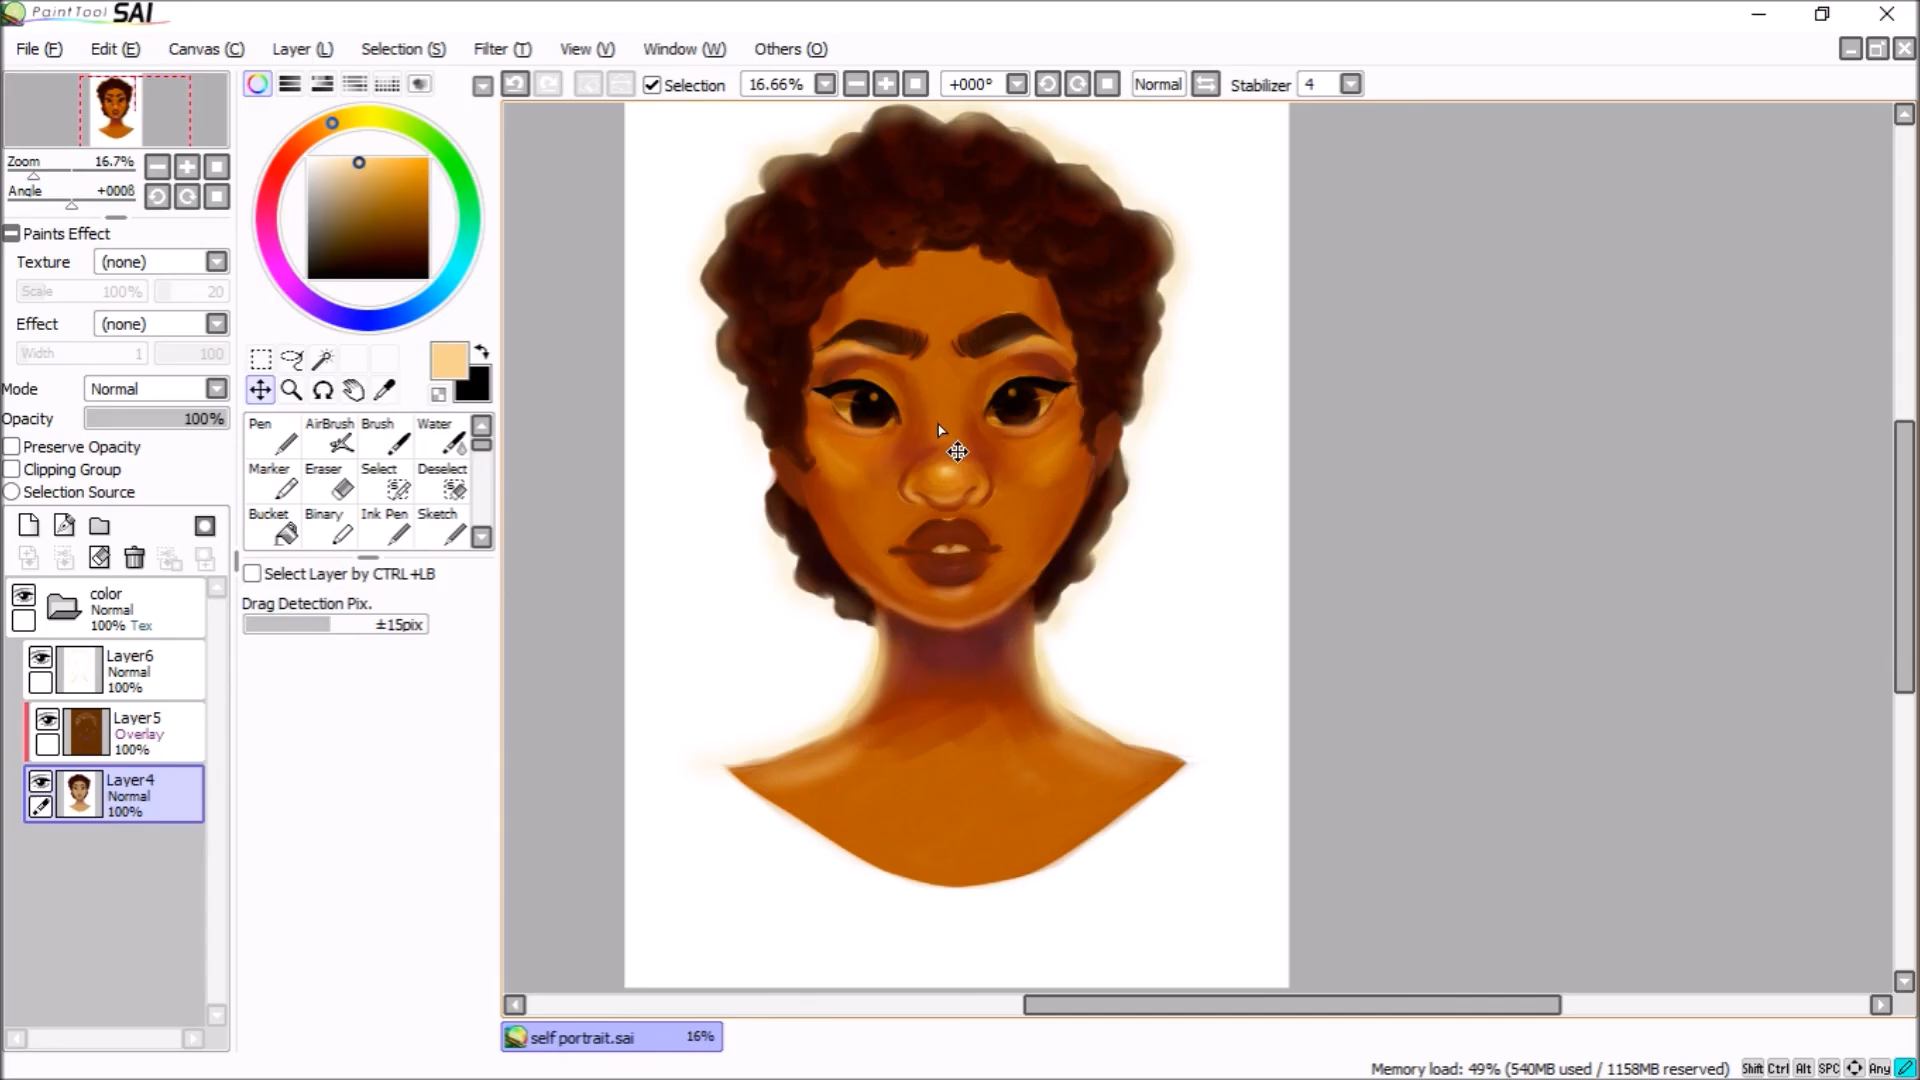 PaintTool SAI
File (F) Edit (E) Canvas (C) Layer (L) Selection (S) Filter (T) View (V) Window (W) Others (O)
Selection 16.66% +000° Normal Stabilizer 4
Zoom 16.7%
Angle +000ß
Paints Effect
Texture (none)
Scale 100% 20
Effect (none)
Width 1 100
Mode Normal
Opacity 100%
Preserve Opacity
Clipping Group
Selection Source
color
Normal
100% Tex
Layer6
Normal
100%
Layer5
Overlay
100%
Layer4
Normal
100%
Pen AirBrush Brush Water
Marker Eraser Select Deselect
Bucket Binary Ink Pen Sketch
Select Layer by CTRL+LB
Drag Detection Pix.
±15pix
self portrait.sai 16%
Memory load: 49% (540MB used / 1158MB reserved) Shift Ctrl Alt SPC Any